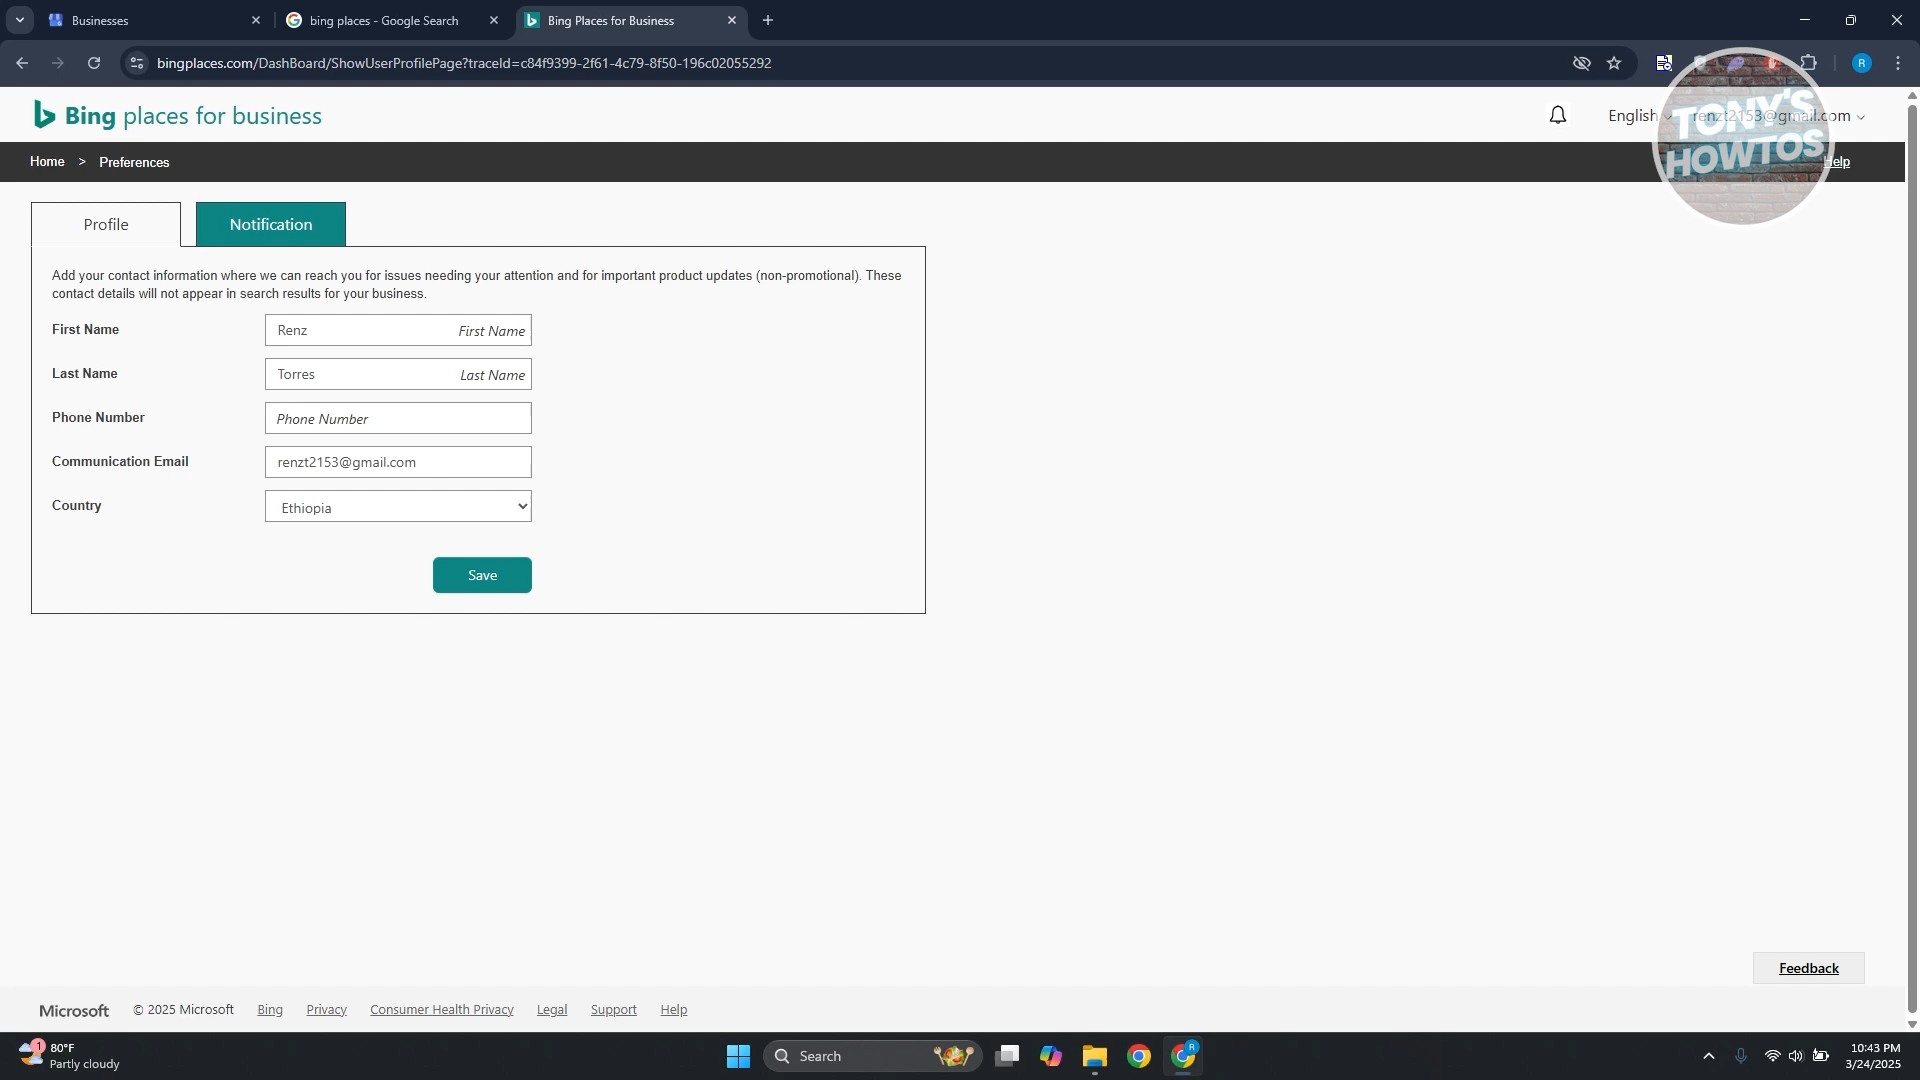 Businesses
bing places - Google Search
Bing Places for Business
bingplaces.com/DashBoard/ShowUserProfilePage?traceId=c84f9399-2f61-4c79-8f50-196c02055292
R
Bing places for business
English
renzt2153@gmail.com
TONY'S
HOWTOS
Home > Preferences
Help
Profile
Notification
Add your contact information where we can reach you for issues needing your attention and for important product updates (non-promotional). These
contact details will not appear in search results for your business.
First Name
Renz
First Name
Last Name
Torres
Last Name
Phone Number
Phone Number
Communication Email
renzt2153@gmail.com
Country
Ethiopia
Save
Feedback
Microsoft © 2025 Microsoft Bing Privacy Consumer Health Privacy Legal Support Help
1
80°F
Partly cloudy
Search
R
10:43 PM
3/24/2025